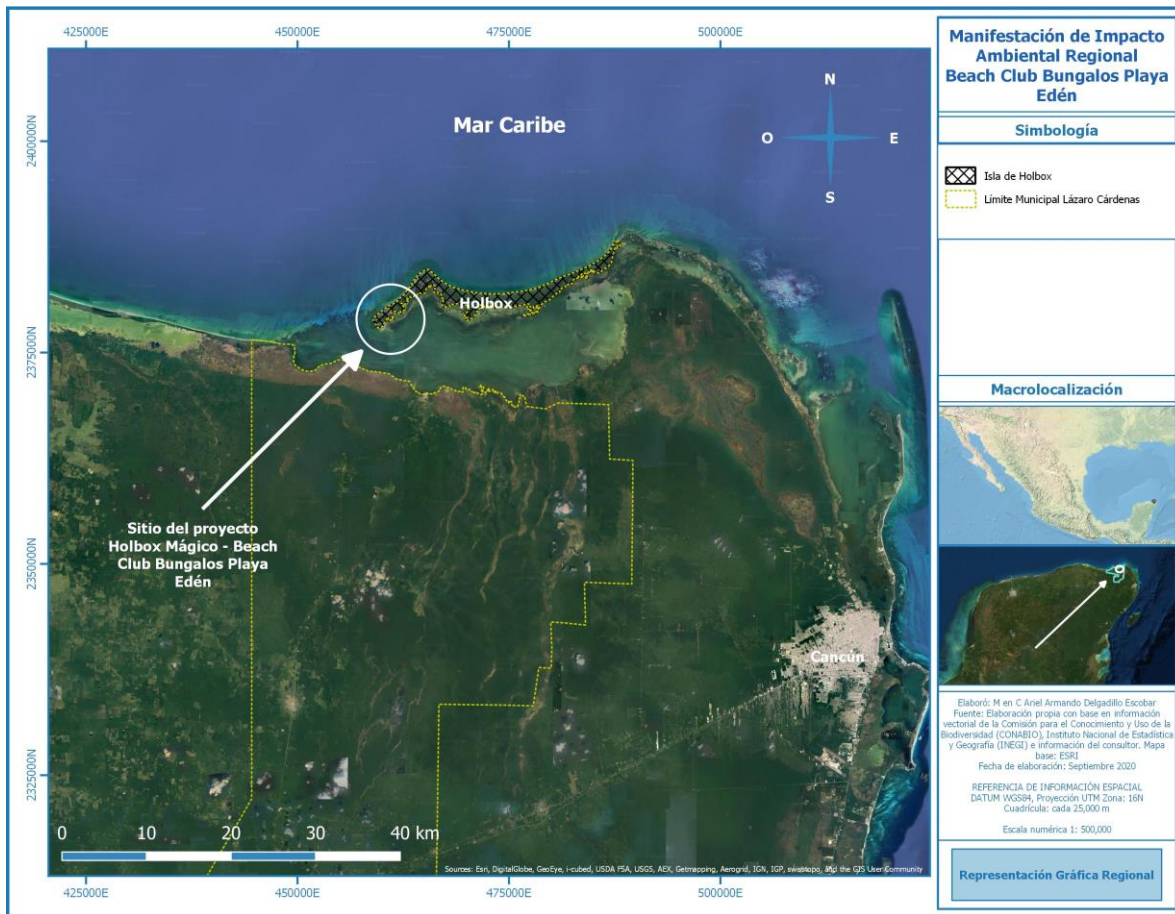 425000E
450000E
475000E
500000E
2400000N
2375000N
2350000N
2325000N
Mar Caribe
N
O
E
S
Holbox
Sitio del proyecto
Holbox Mágico - Beach
Club Bungalos Playa
Edén
Cancún
0
10
20
30
40 km
Sources: Esri, DigitalGlobe, GeoEye, i-cubed, USDA FSA, USGS, AEX, Getmapping, Aerogrid, IGN, IGP, swisstopo, and the GIS User Community
425000E
450000E
475000E
500000E
Manifestación de Impacto
Ambiental Regional
Beach Club Bungalos Playa
Edén
Simbología
Isla de Holbox
Límite Municipal Lázaro Cárdenas
Macrolocalización
Elaboró: M en C Ariel Armando Delgadillo Escobar
Fuente: Elaboración propia con base en información
vectorial de la Comisión para el Conocimiento y Uso de la
Biodiversidad (CONABIO), Instituto Nacional de Estadística
y Geografía (INEGI) e información del consultor. Mapa
base: ESRI
Fecha de elaboración: Septiembre 2020
REFERENCIA DE INFORMACIÓN ESPACIAL
DATUM WGS84, Proyección UTM Zona: 16N
Cuadrícula: cada 25,000 m
Escala numérica 1: 500,000
Representación Gráfica Regional